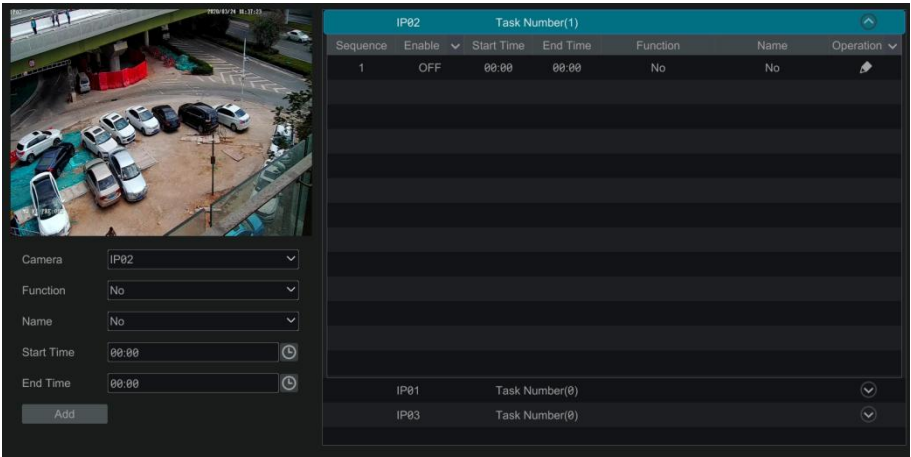 IP02 Task Number(1)
Sequence Enable Start Time End Time Function Name Operation
1 OFF 00:00 00:00 No No
Camera IP02
Function No
Name No
Start Time 00:00
End Time 00:00
Add
IP01 Task Number(0)
IP03 Task Number(0)